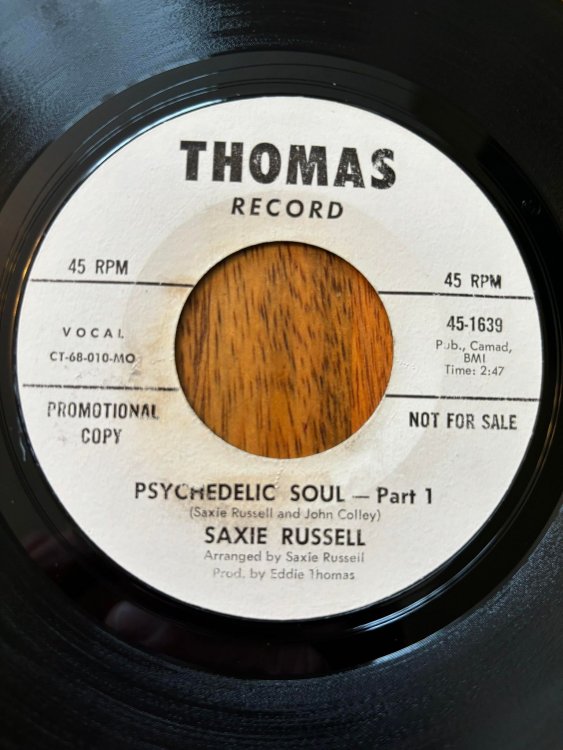 THOMAS
RECORD
45 RPM
45 RPM
VOCAL
CT-68-010-MO
45-1639
Pub., Camad,
BMI
Time: 2:47
PROMOTIONAL
COPY
NOT FOR SALE
PSYCHEDELIC SOUL — Part 1
(Saxie Russell and John Colley)
SAXIE RUSSELL
Arranged by Saxie Russell
Prod. by Eddie Thomas